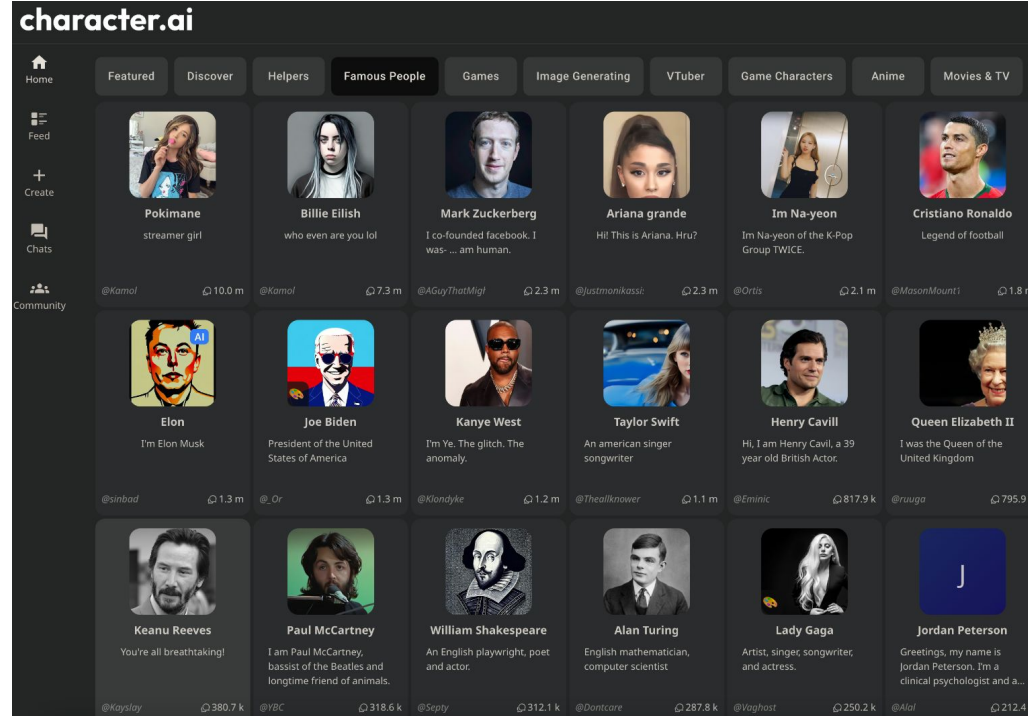 character.ai
Home
Feed
Create
Chats
Community
Featured
Discover
Helpers
Famous People
Games
Image Generating
VTuber
Game Characters
Anime
Movies & TV
Pokimane
streamer girl
@Kamol
10.0 m
Billie Eilish
who even are you lol
@Kamol
7.3 m
Mark Zuckerberg
I co-founded facebook. I
was- ... am human.
@AGuyThatMigl
2.3 m
Ariana grande
Hi! This is Ariana. Hru?
@Justmonikassi
2.3 m
Im Na-yeon
Im Na-yeon of the K-Pop
Group TWICE.
@Ortis
2.1 m
Cristiano Ronaldo
Legend of football
@MasonMount1
1.8
AI
Elon
I'm Elon Musk
@sinbad
1.3 m
Joe Biden
President of the United
States of America
@_Or
1.3 m
Kanye West
I'm Ye. The glitch. The
anomaly.
@Klondyke
1.2 m
Taylor Swift
An american singer
songwriter
@Theallknower
1.1 m
Henry Cavill
Hi, I am Henry Cavil, a 39
year old British Actor.
@Eminic
817.9 k
Queen Elizabeth II
I was the Queen of the
United Kingdom
@ruuga
795.9
Keanu Reeves
You're all breathtaking!
@Kayslay
380.7 k
Paul McCartney
I am Paul McCartney,
bassist of the Beatles and
longtime friend of animals.
@YBC
318.6 k
William Shakespeare
An English playwright, poet
and actor.
@Septy
312.1 k
Alan Turing
English mathematician,
computer scientist
@Dontcare
287.8 k
Lady Gaga
Artist, singer, songwriter,
and actress.
@Vaghost
250.2 k
J
Jordan Peterson
Greetings, my name is
Jordan Peterson. I'm a
clinical psychologist and a...
@Alal
212.4